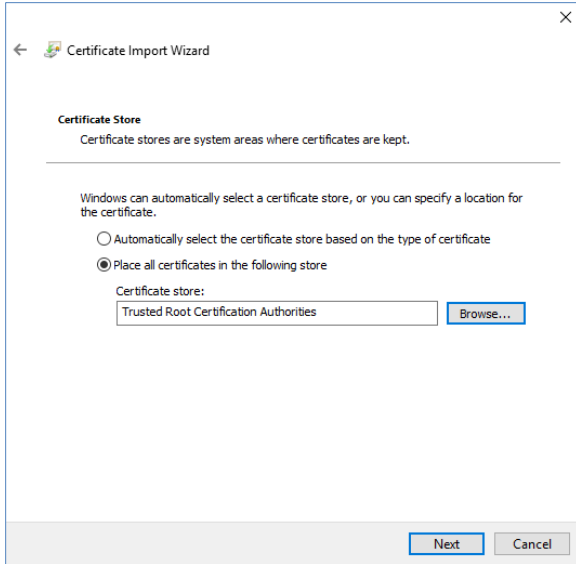 Certificate Import Wizard
Certificate Store
Certificate stores are system areas where certificates are kept.
Windows can automatically select a certificate store, or you can specify a location for
the certificate.
Automatically select the certificate store based on the type of certificate
Place all certificates in the following store
Certificate store:
Trusted Root Certification Authorities
Browse...
Next
Cancel